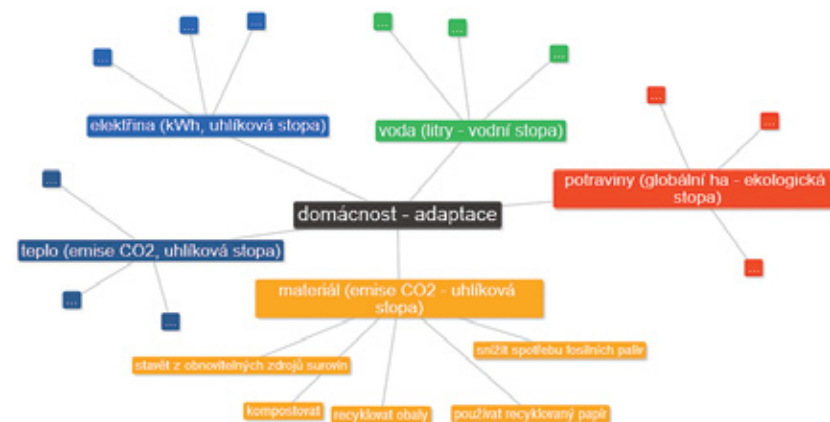 ...
...
...
...
...
...
elektřina (kWh, uhlíková stopa)
voda (litry - vodní stopa)
...
...
potraviny (globální ha - ekologická
stopa)
...
...
domácnost - adaptace
teplo (emise CO2, uhlíková stopa)
...
...
...
materiál (emise CO2 - uhlíková
stopa)
snížit spotřebu fosilních paliv
stavět z obnovitelných zdrojů surovin
kompostovat
recyklovat obaly
používat recyklovaný papír